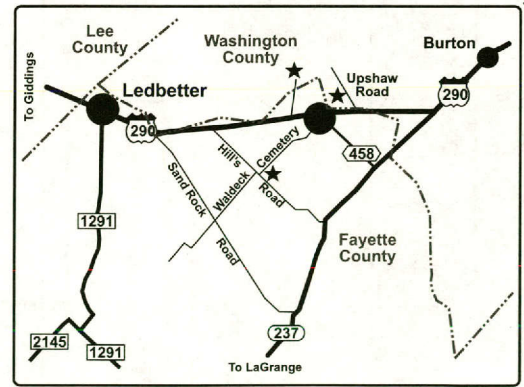 Lee
County
Washington
County
Burton
To Giddings
Ledbetter
Upshaw
Road
290
290
Hill's
Road
Waldeck Cemetery
458
Sand Rock
Road
1291
Fayette
County
237
2145
1291
To LaGrange